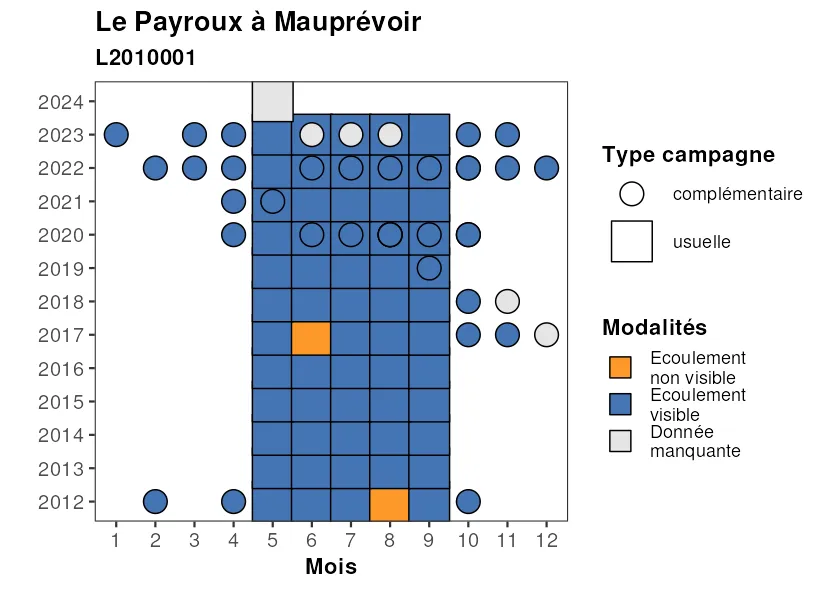 Le Payroux à Mauprévoir
L2010001
2024
2023
2022
2021
2020
2019
2018
2017
2016
2015
2014
2013
2012
1 2 3 4 5 6 7 8 9 10 11 12
Mois
Type campagne
complémentaire
usuelle
Modalités
Ecoulement
non visible
Ecoulement
visible
Donnée
manquante